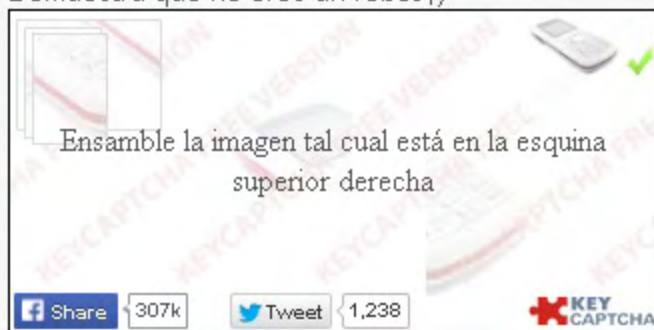 Ensamble la imagen tal cual está en la esquina
superior derecha
Share 307k Tweet 1,238
KEY
CAPTCHA